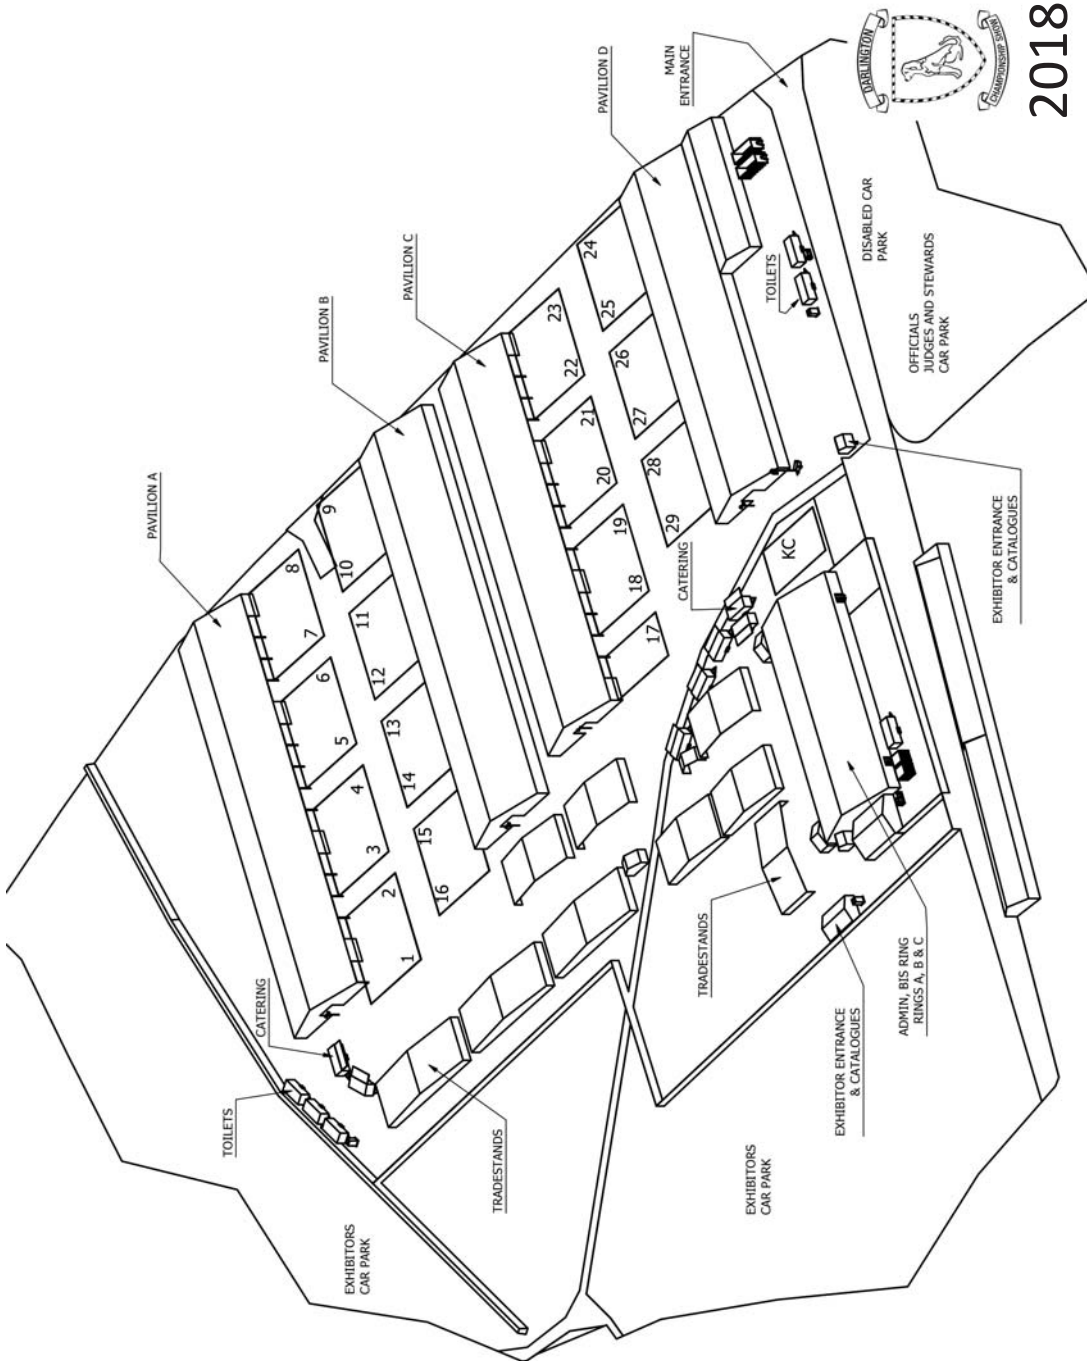 2018
DARLINGTON
CHAMPIONSHIP SHOW
MAIN
ENTRANCE
PAVILION D
PAVILION C
PAVILION B
PAVILION A
DISABLED CAR
PARK
OFFICIALS
JUDGES AND STEWARDS
CAR PARK
TOILETS
EXHIBITOR ENTRANCE
& CATALOGUES
KC
CATERING
1
2
3
4
5
6
7
8
9
10
11
12
13
14
15
16
17
18
19
20
21
22
23
24
25
26
27
28
29
CATERING
TOILETS
TRADESTANDS
TRADESTANDS
ADMIN, BIS RING
RINGS A, B & C
EXHIBITOR ENTRANCE
& CATALOGUES
EXHIBITORS
CAR PARK
EXHIBITORS
CAR PARK